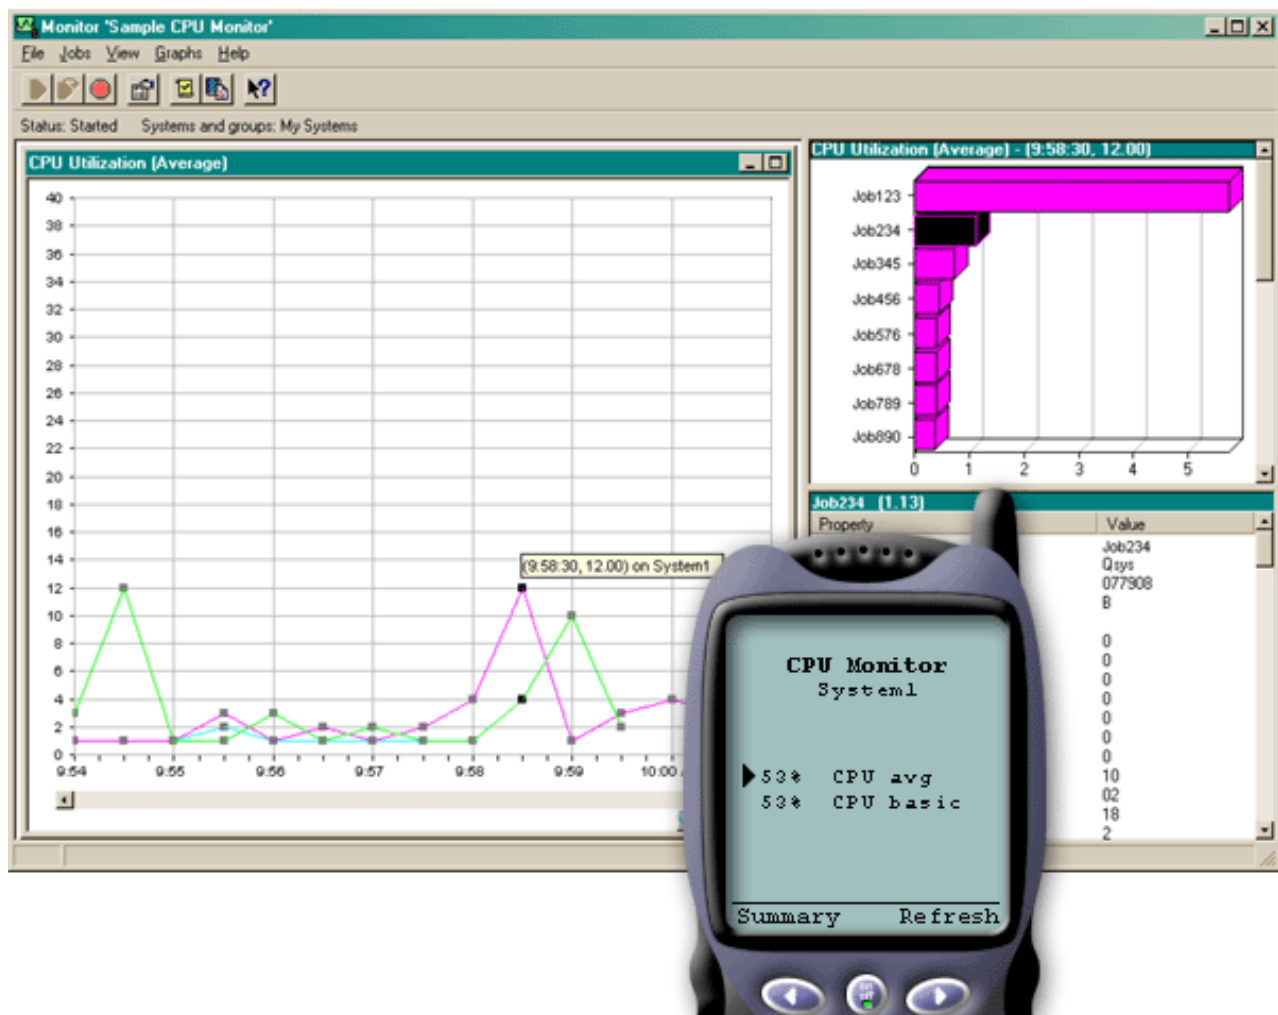 Monitor 'Sample CPU Monitor'
File Jobs View Graphs Help
Status: Started Systems and groups: My Systems
CPU Utilization (Average)
40
38
36
34
32
30
28
26
24
22
20
18
16
14
12
10
8
6
4
2
0
(9:58:30, 12.00) on System1
9:54 9:55 9:56 9:57 9:58 9:59 10:00
CPU Utilization (Average) - (9:58:30, 12.00)
Job123
Job234
Job345
Job456
Job576
Job678
Job789
Job890
0 1 2 3 4 5
Job234 (1.13)
Property Value
Job234
Qsys
077908
B
0
0
0
0
0
0
0
10
02
18
2
CPU Monitor
System1
53% CPU avg
53% CPU basic
Summary Refresh